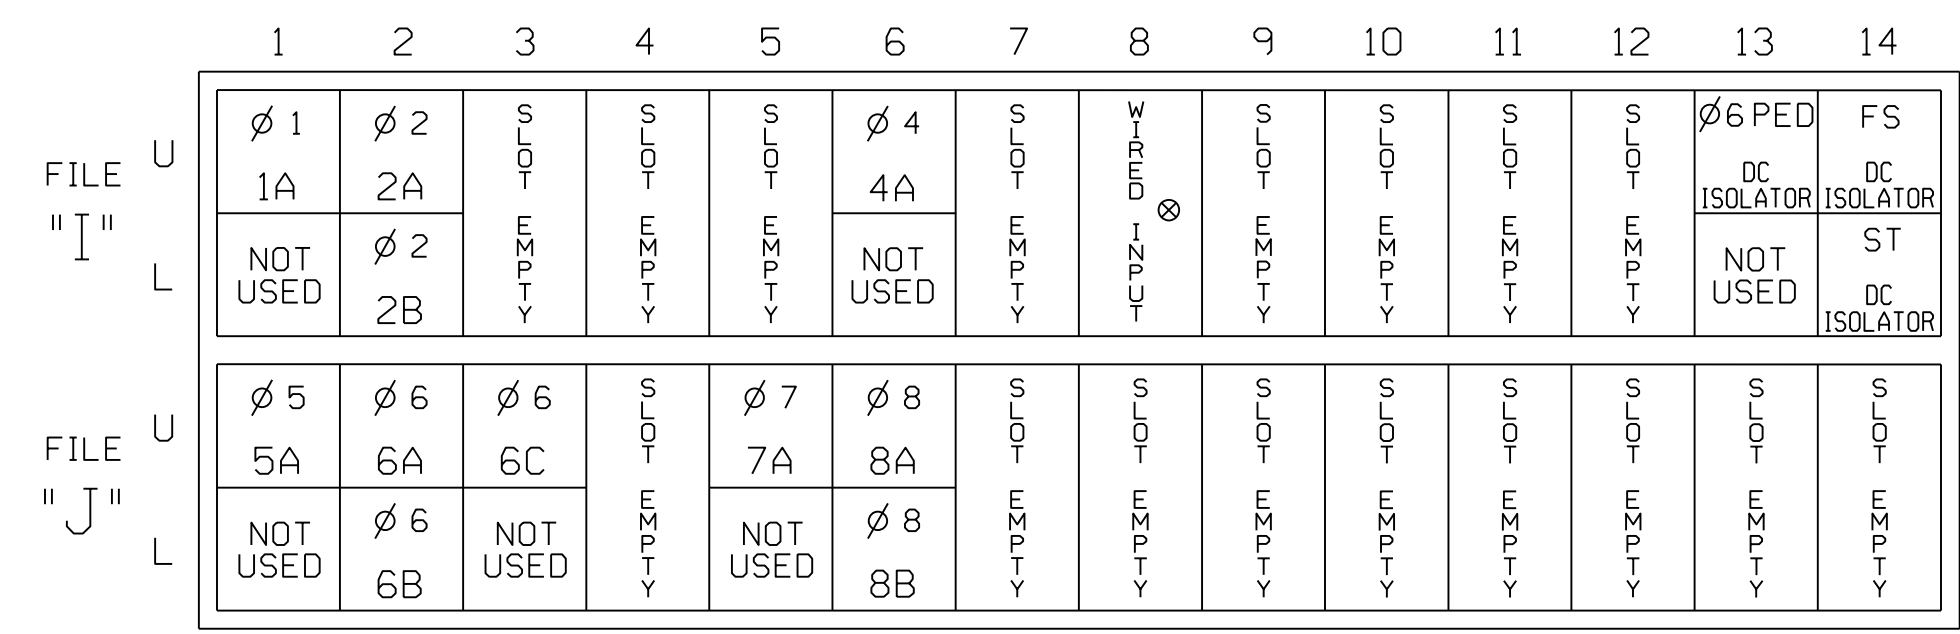 1 2 3 4 5 6 7 8 9 10 11 12 13 14
FILE "I"
U
Ø 1 1A
Ø 2 2A
SLOT EMPTY
SLOT EMPTY
SLOT EMPTY
Ø 4 4A
SLOT EMPTY
WIRED INPUT
SLOT EMPTY
SLOT EMPTY
SLOT EMPTY
SLOT EMPTY
Ø6 PED
DC
ISOLATOR
FS
DC
ISOLATOR
L
NOT
USED
Ø 2 2B
NOT
USED
NOT
USED
ST
DC
ISOLATOR
FILE "J"
U
Ø 5 5A
Ø 6 6A
Ø 6 6C
SLOT EMPTY
Ø 7 7A
Ø 8 8A
SLOT EMPTY
SLOT EMPTY
SLOT EMPTY
SLOT EMPTY
SLOT EMPTY
SLOT EMPTY
SLOT EMPTY
SLOT EMPTY
L
NOT
USED
Ø 6 6B
NOT
USED
NOT
USED
Ø 8 8B